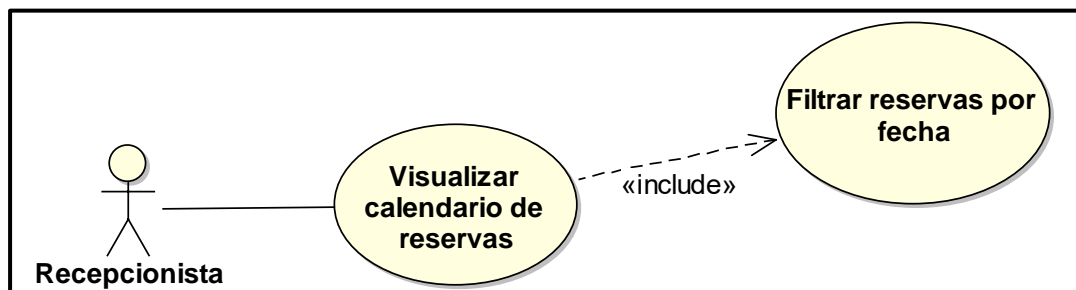 Filtrar reservas por
fecha
Visualizar
calendario de
reservas
«include»
Recepcionista